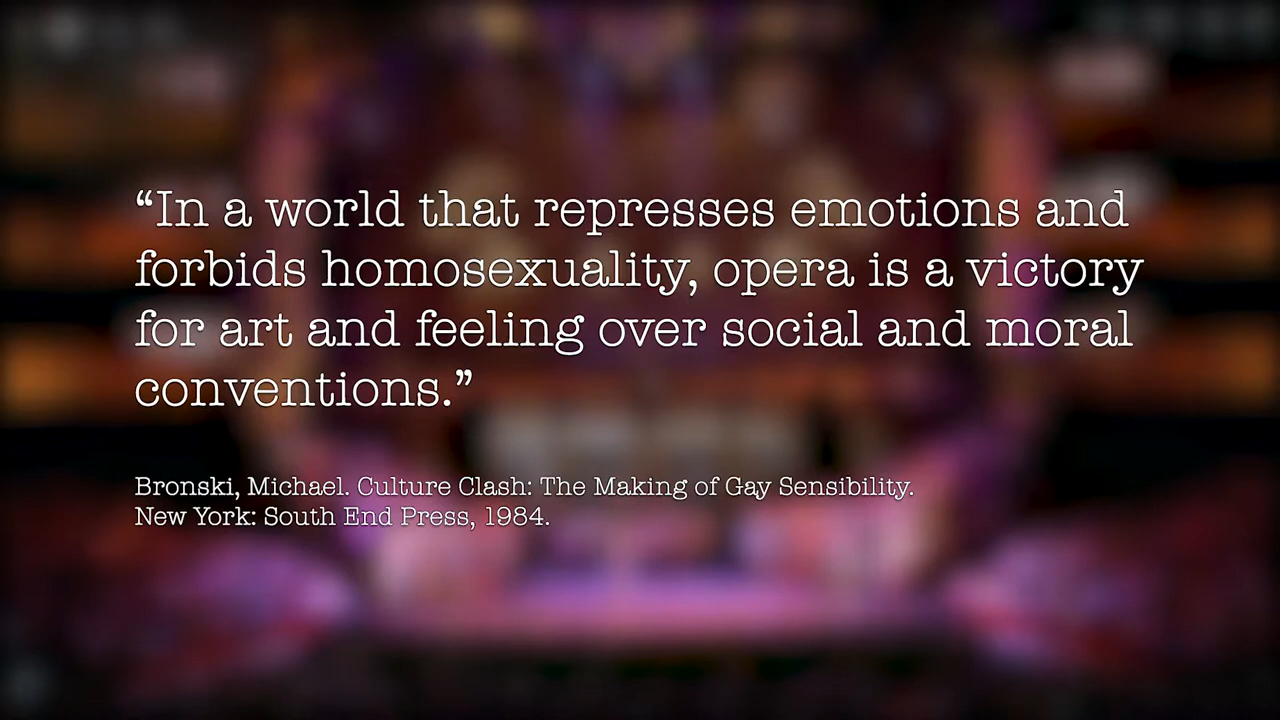 “In a world that represses emotions and
forbids homosexuality, opera is a victory
for art and feeling over social and moral
conventions.”
Bronski, Michael. Culture Clash: The Making of Gay Sensibility.
New York: South End Press, 1984.